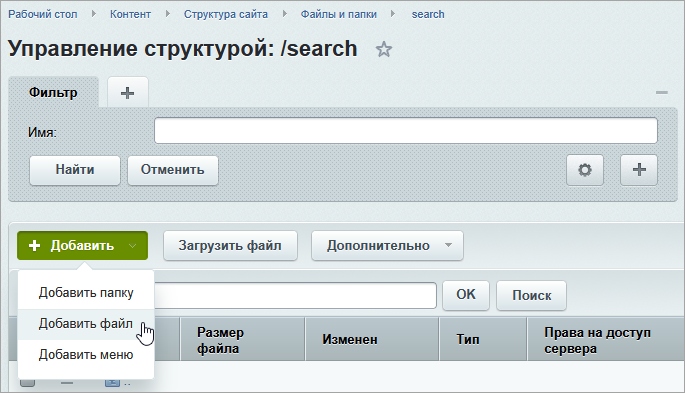 Рабочий стол Контент Структура сайта Файлы и папки search
Управление структурой: /search
Фильтр
Имя:
Найти Отменить
Добавить Загрузить файл Дополнительно
Добавить папку
OK Поиск
Добавить файл
Добавить меню
Размер файла Изменен Тип Права на доступ сервера
..